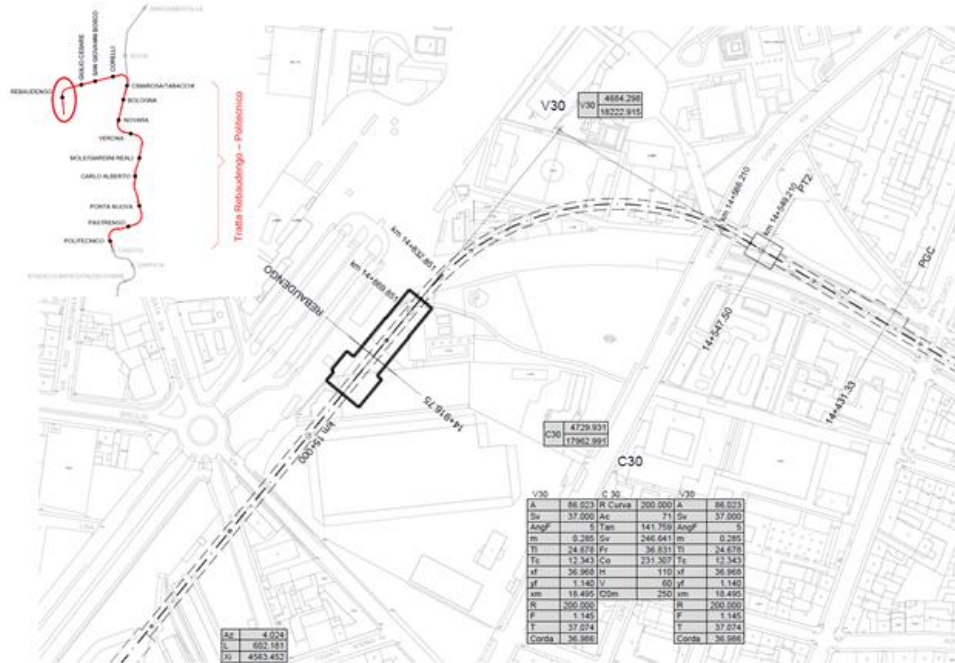 REBAUDENGO
GIULIO CESARE
SAN GIOVANNI BOSCO
CORELLI
CIMAROSA/TABACCHI
BOLOGNA
NOVARA
VERONA
MOLE/GIARDINI REALI
CARLO ALBERTO
PORTA NUOVA
PASTRENGO
POLITECNICO
Tratta Rebaudengo – Politecnico
V30
V30 4684.298
18222.915
km 14+566.210
km 14+549.210
PT2
PGC
km 14+832.851
km 14+869.851
REBAUDENGO
14+547.50
14+431.33
14+916.75
km 15+000
C30 4729.931
17962.991
C30
V30 C 30 V30
A 86.023 R Curva 200.000 A 86.023
Sv 37.000 Ac 71 Sv 37.000
AngF 5 Tan 141.759 AngF 5
m 0.285 Sv 246.641 m 0.285
Tl 24.678 Fr 36.831 Tl 24.678
Tc 12.343 Co 231.307 Tc 12.343
xf 36.968 H 110 xf 36.968
yf 1.140 V 60 yf 1.140
xm 18.495 f20m 250 xm 18.495
R 200.000 R 200.000
F 1.145 F 1.145
T 37.074 T 37.074
Corda 36.986 Corda 36.986
Az 4.024
L 602.181
Xi 4563.452